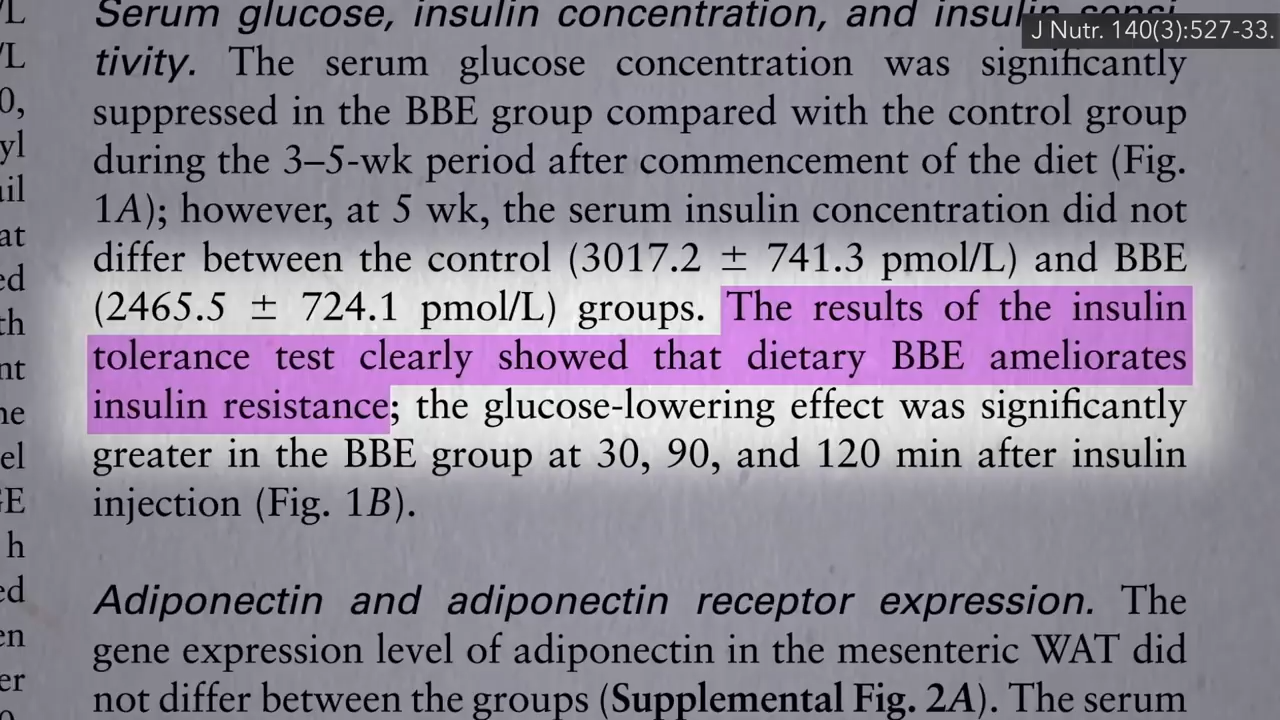 J Nutr. 140(3):527-33.
Serum glucose, insulin concentration, and insulin sensi-
tivity. The serum glucose concentration was significantly
suppressed in the BBE group compared with the control group
during the 3–5-wk period after commencement of the diet (Fig.
1A); however, at 5 wk, the serum insulin concentration did not
differ between the control (3017.2 ± 741.3 pmol/L) and BBE
(2465.5 ± 724.1 pmol/L) groups. The results of the insulin
tolerance test clearly showed that dietary BBE ameliorates
insulin resistance; the glucose-lowering effect was significantly
greater in the BBE group at 30, 90, and 120 min after insulin
injection (Fig. 1B).
Adiponectin and adiponectin receptor expression. The
gene expression level of adiponectin in the mesenteric WAT did
not differ between the groups (Supplemental Fig. 2A). The serum